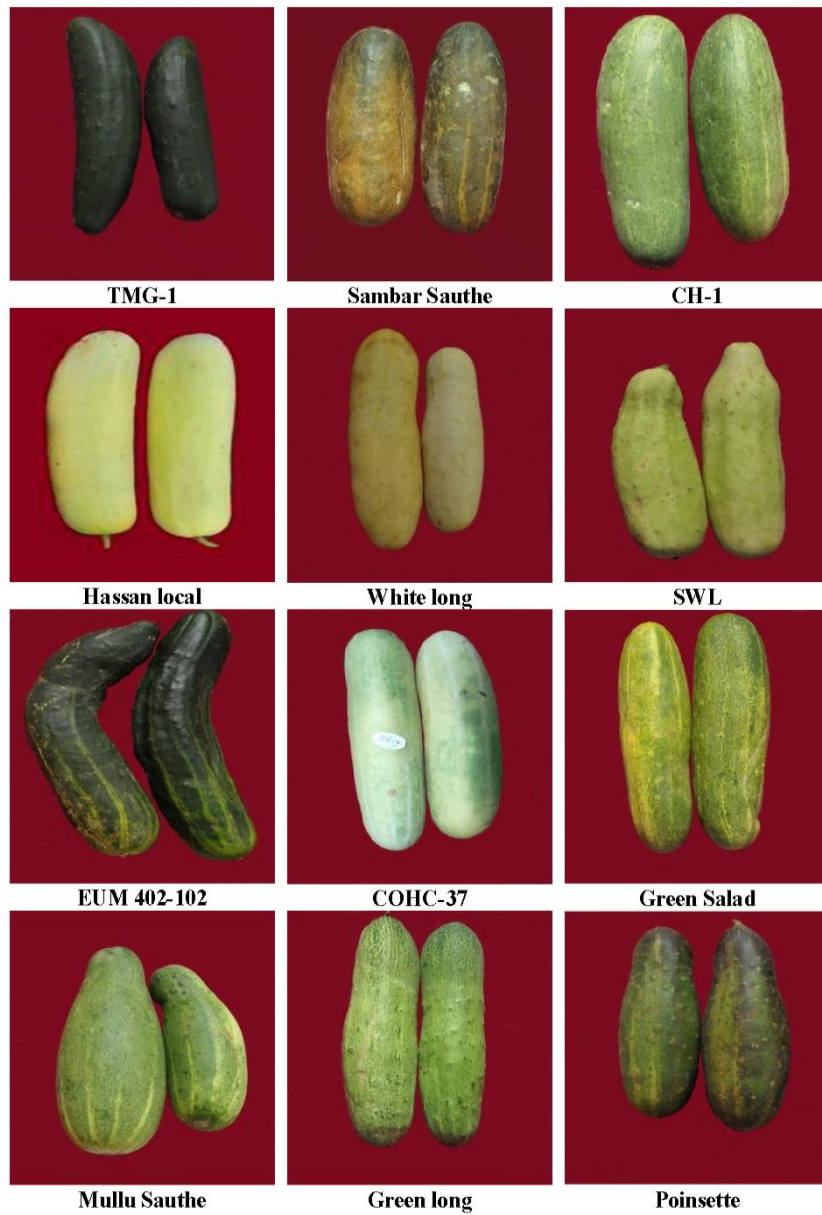 TMG-1
Sambar Sauthe
CH-1
Hassan local
White long
SWL
EUM 402-102
COHC-37
Green Salad
Mullu Sauthe
Green long
Poinsette